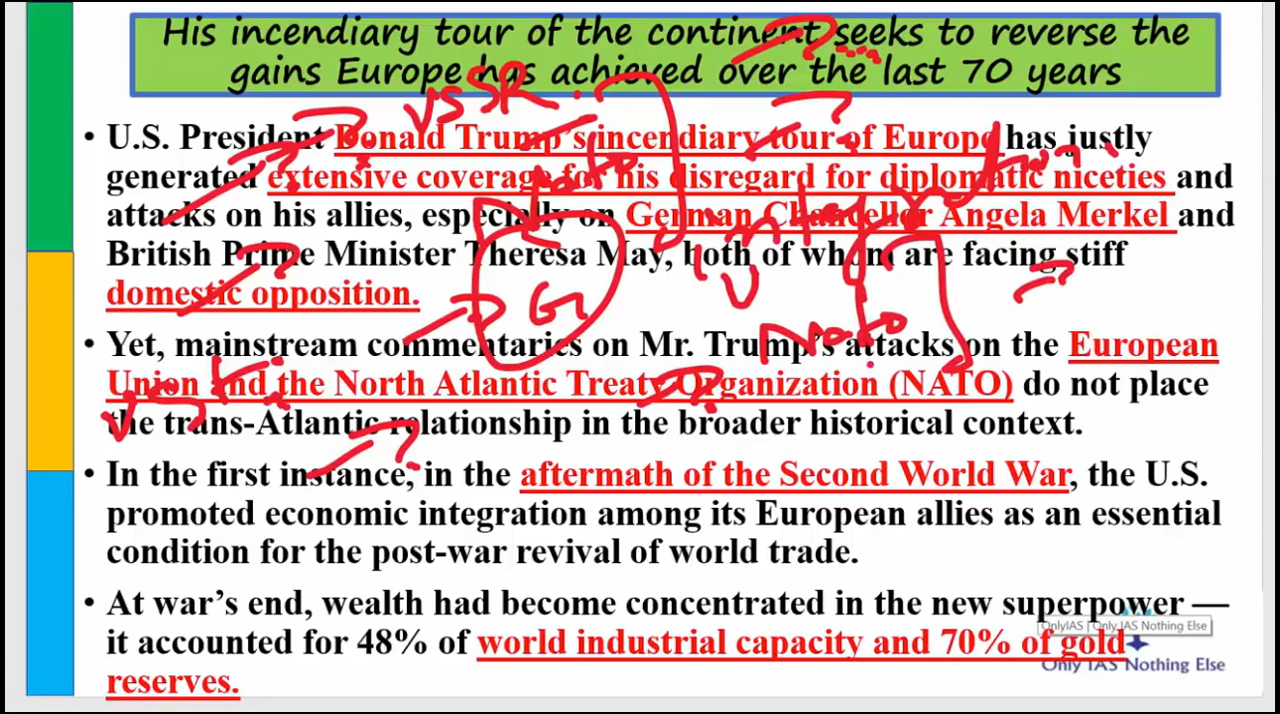 His incendiary tour of the continent seeks to reverse the
gains Europe has achieved over the last 70 years
• U.S. President Donald Trump's incendiary tour of Europe has justly
generated extensive coverage for his disregard for diplomatic niceties and
attacks on his allies, especially on German Chancellor Angela Merkel and
British Prime Minister Theresa May, both of whom are facing stiff
domestic opposition.
• Yet, mainstream commentaries on Mr. Trump's attacks on the European
Union and the North Atlantic Treaty Organization (NATO) do not place
the trans-Atlantic relationship in the broader historical context.
• In the first instance, in the aftermath of the Second World War, the U.S.
promoted economic integration among its European allies as an essential
condition for the post-war revival of world trade.
• At war's end, wealth had become concentrated in the new superpower —
it accounted for 48% of world industrial capacity and 70% of gold
reserves.
OnlyIAS | Only IAS Nothing Else
Only IAS Nothing Else